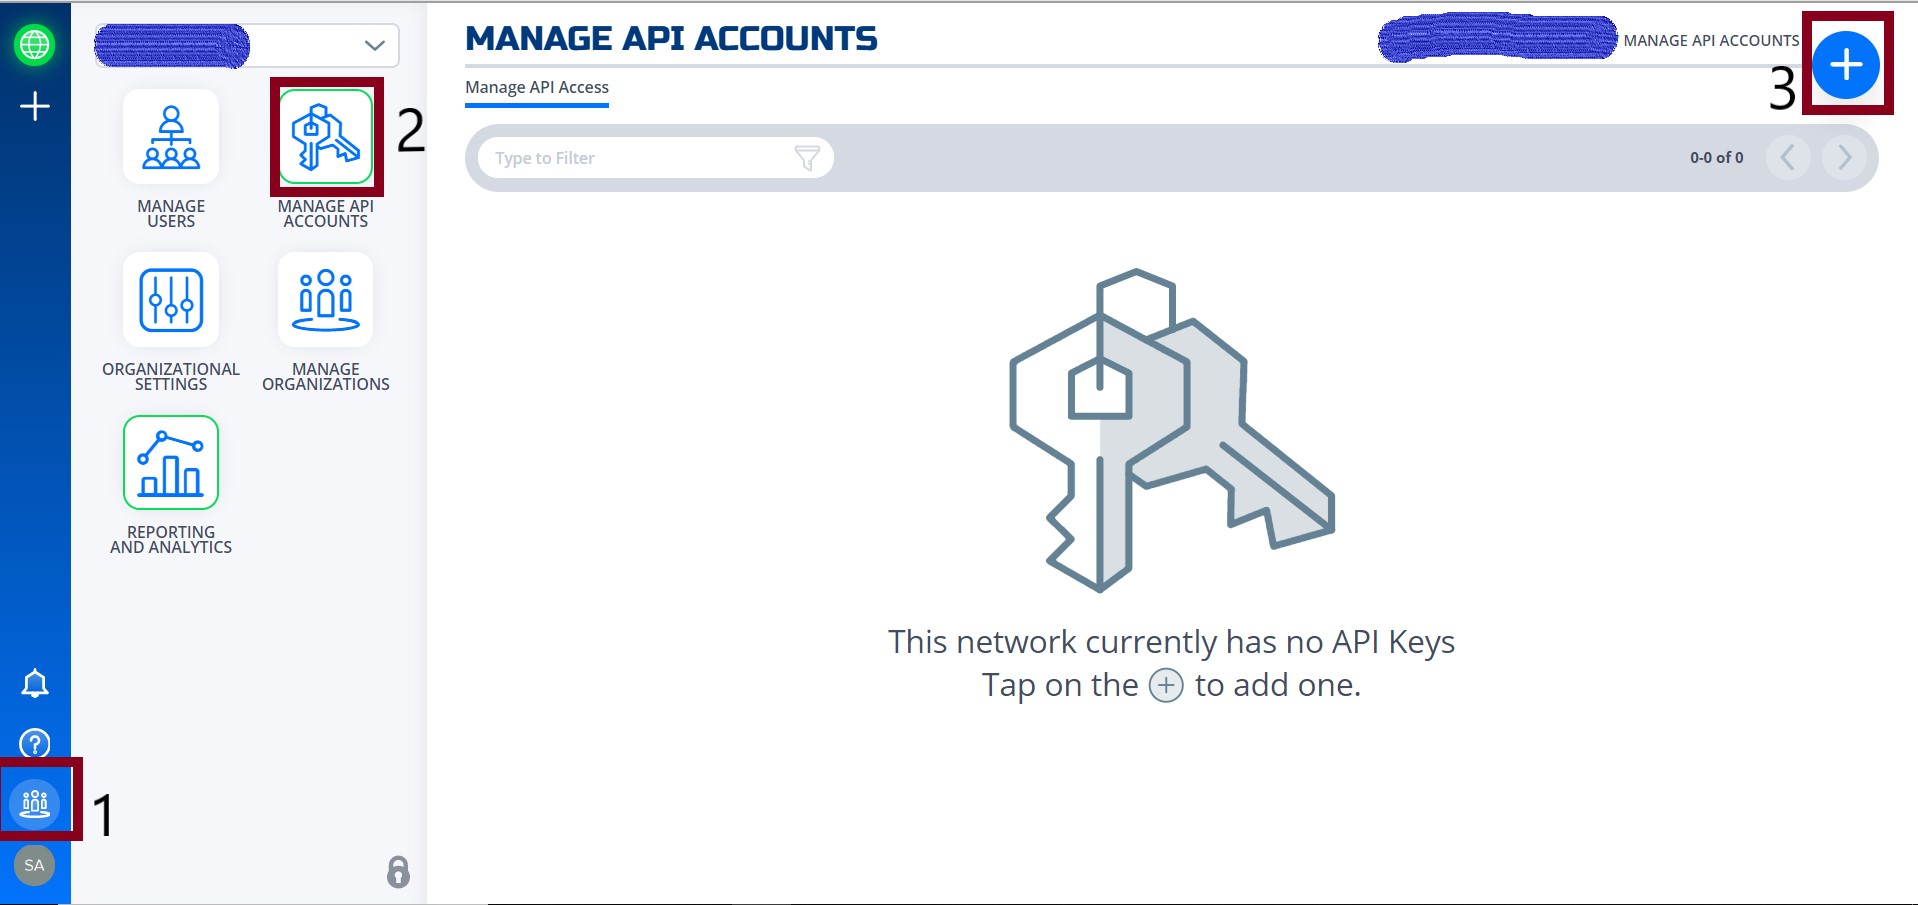 MANAGE API ACCOUNTS
MANAGE API ACCOUNTS
3
Manage API Access
Type to Filter
0-0 of 0
2
MANAGE
USERS
MANAGE API
ACCOUNTS
ORGANIZATIONAL
SETTINGS
MANAGE
ORGANIZATIONS
REPORTING
AND ANALYTICS
This network currently has no API Keys
Tap on the + to add one.
?
1
SA